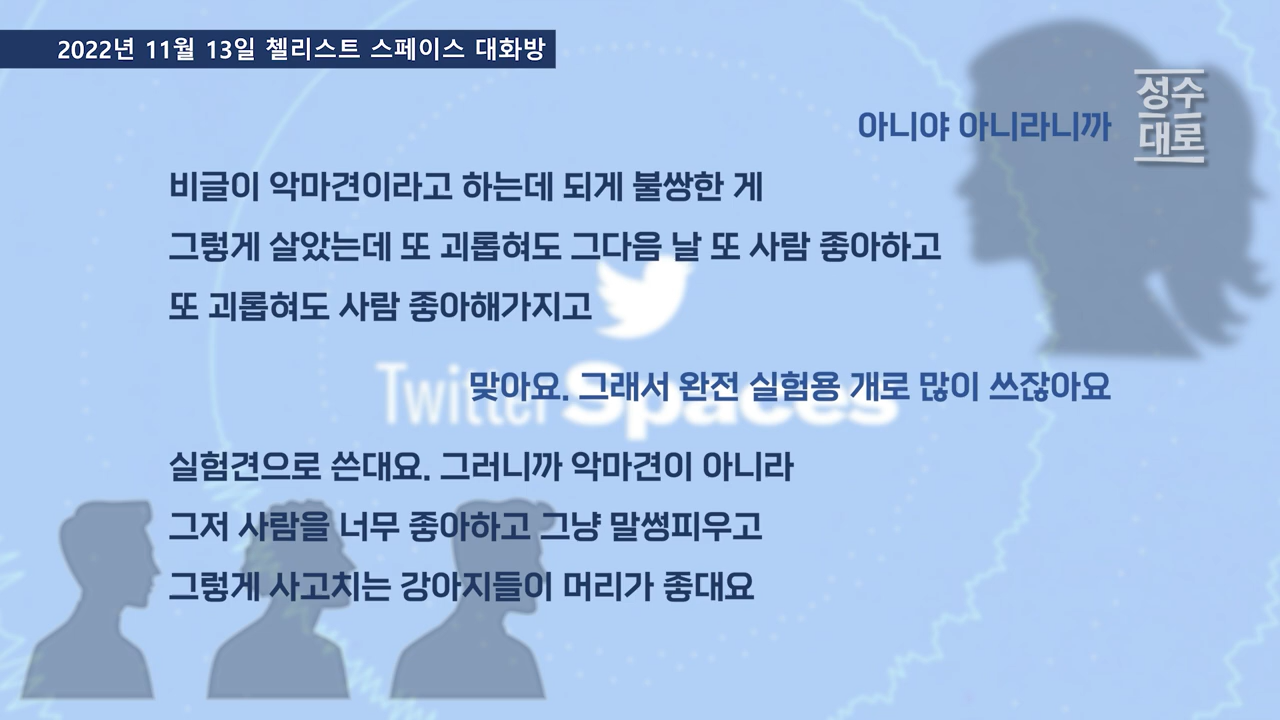 2022년 11월 13일 첼리스트 스페이스 대화방
성수
대로
아니야 아니라니까
비글이 악마견이라고 하는데 되게 불쌍한 게
그렇게 살았는데 또 괴롭혀도 그다음 날 또 사람 좋아하고
또 괴롭혀도 사람 좋아해가지고
Twitter Spaces
맞아요. 그래서 완전 실험용 개로 많이 쓰잖아요
실험견으로 쓴대요. 그러니까 악마견이 아니라
그저 사람을 너무 좋아하고 그냥 말썽피우고
그렇게 사고치는 강아지들이 머리가 좋대요